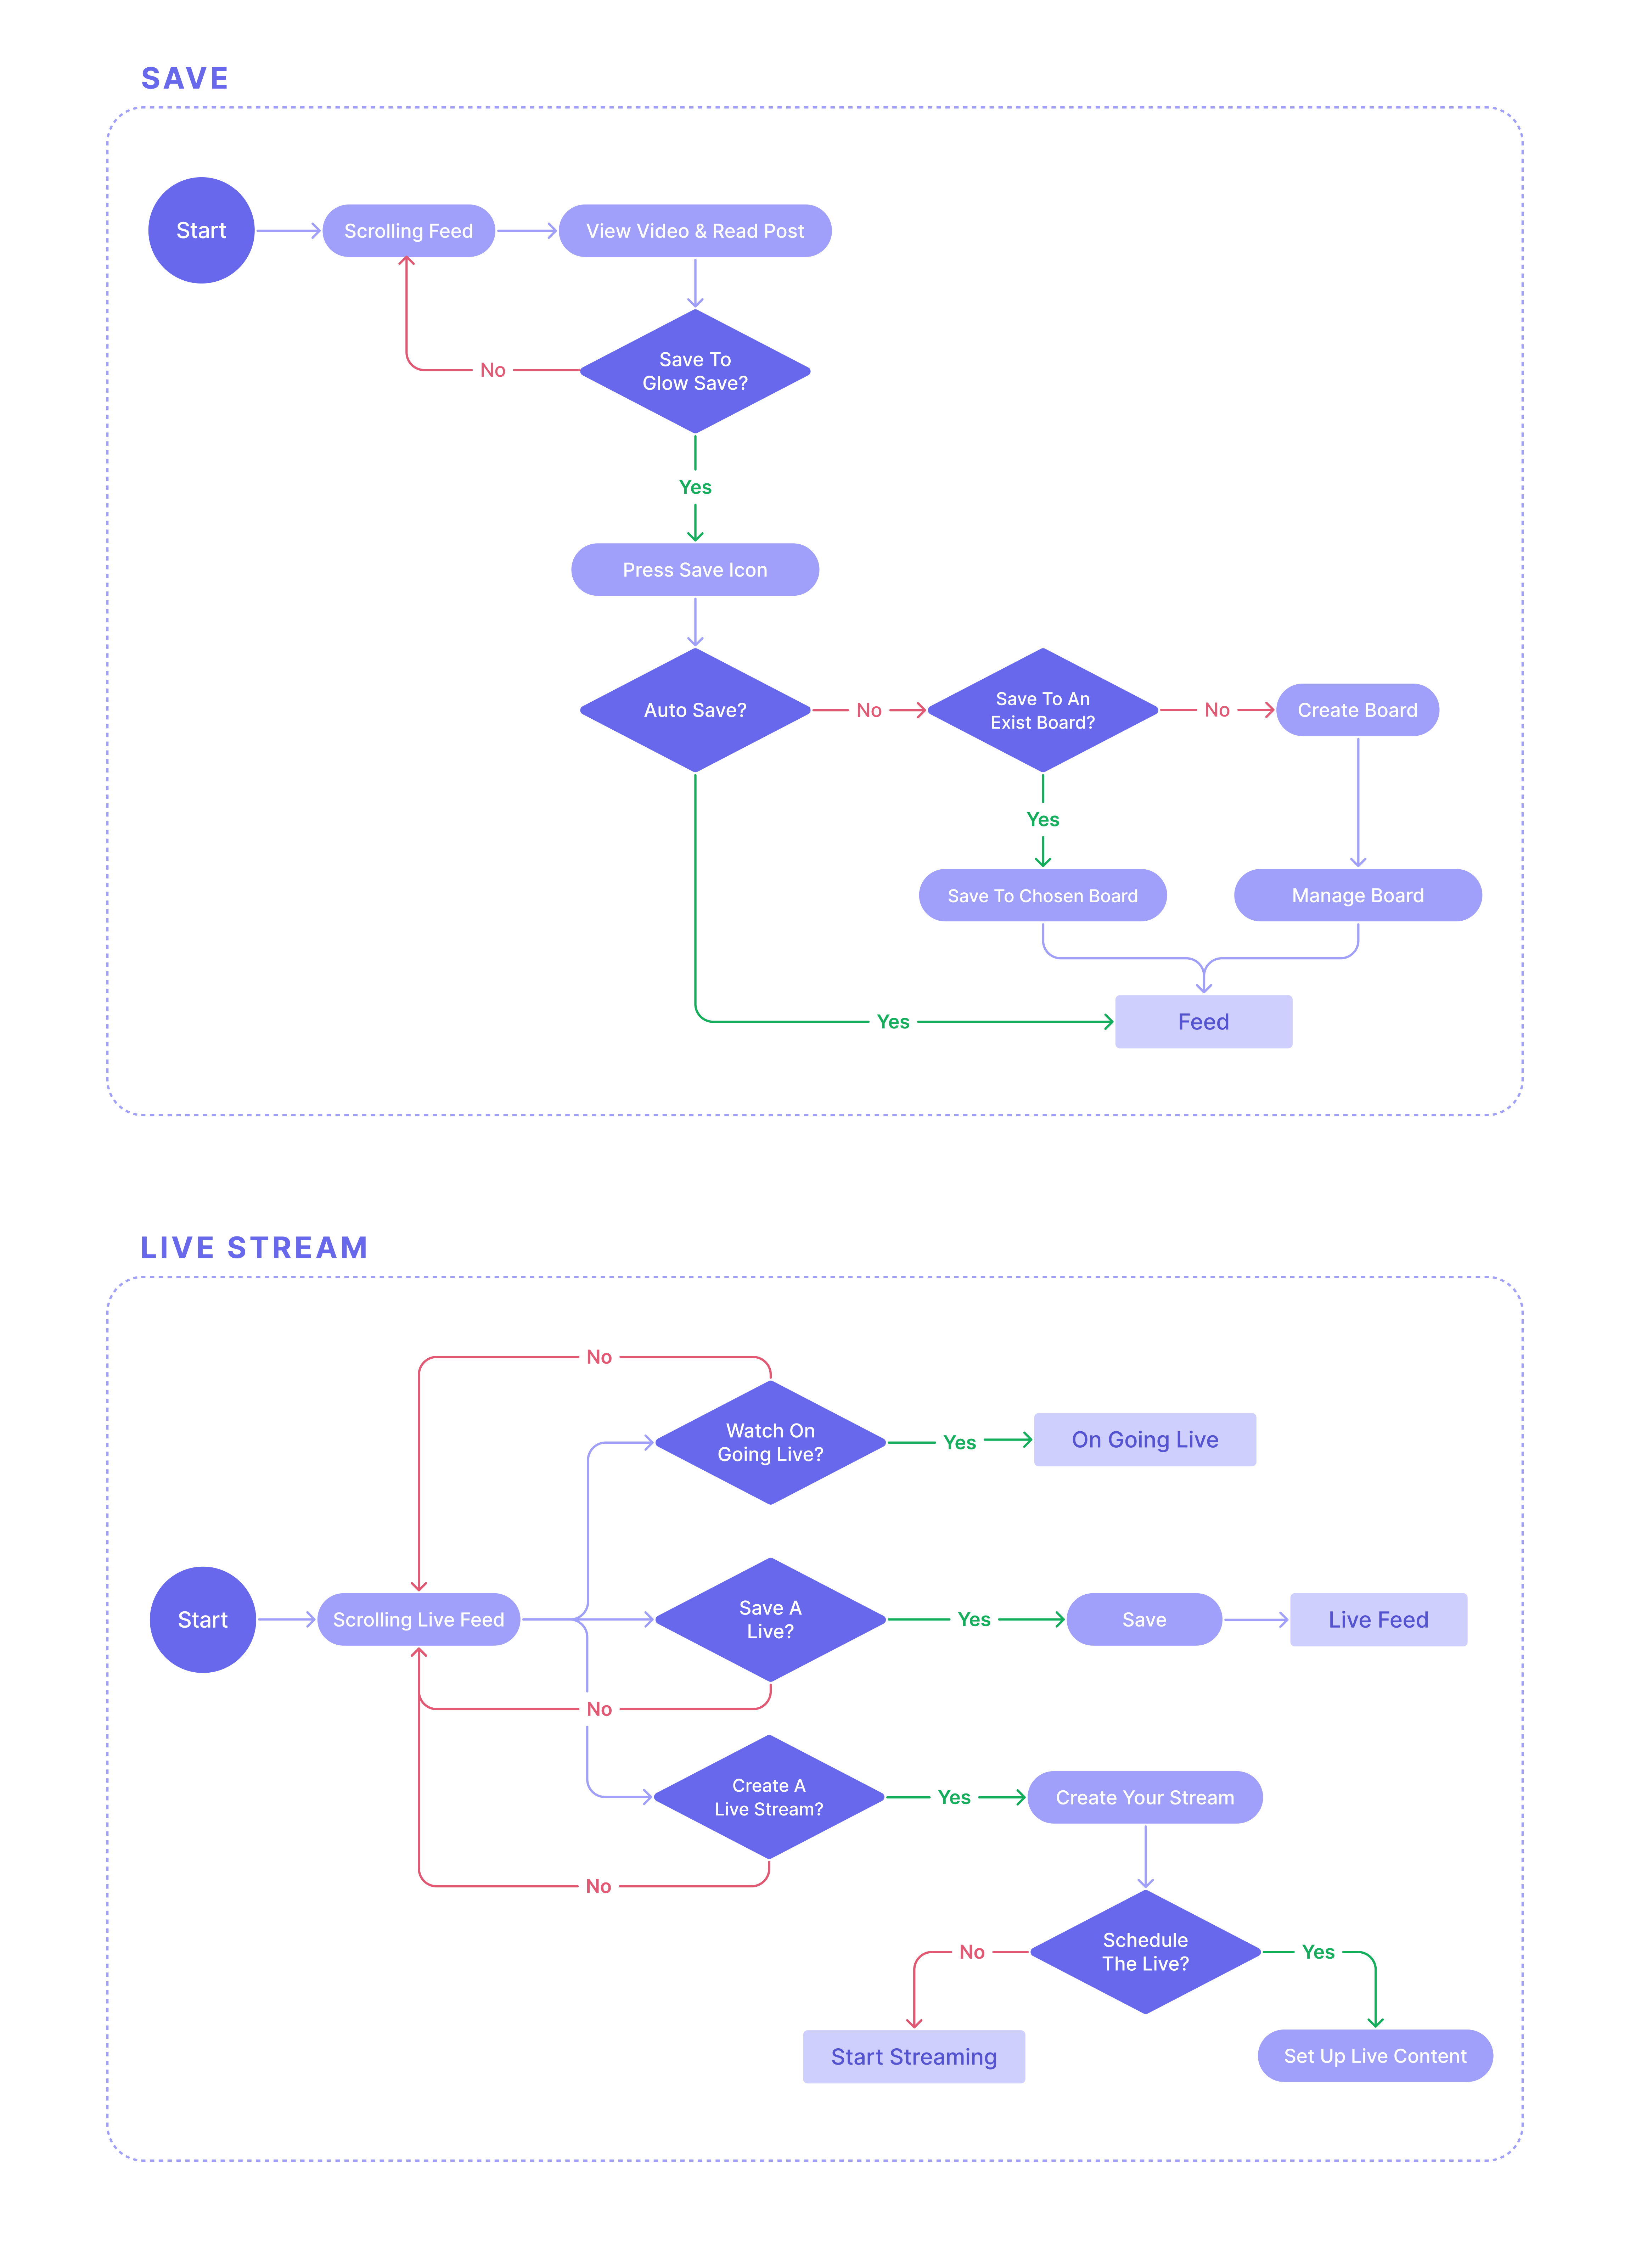 SAVE
Start
Scrolling Feed
View Video & Read Post
Save To
Glow Save?
No
Yes
Press Save Icon
Auto Save?
No
Save To An
Exist Board?
No
Create Board
Yes
Save To Chosen Board
Manage Board
Yes
Feed
LIVE STREAM
No
Watch On
Going Live?
Yes
On Going Live
Start
Scrolling Live Feed
Save A
Live?
Yes
Save
Live Feed
No
Create A
Live Stream?
Yes
Create Your Stream
No
Schedule
The Live?
No
Yes
Start Streaming
Set Up Live Content